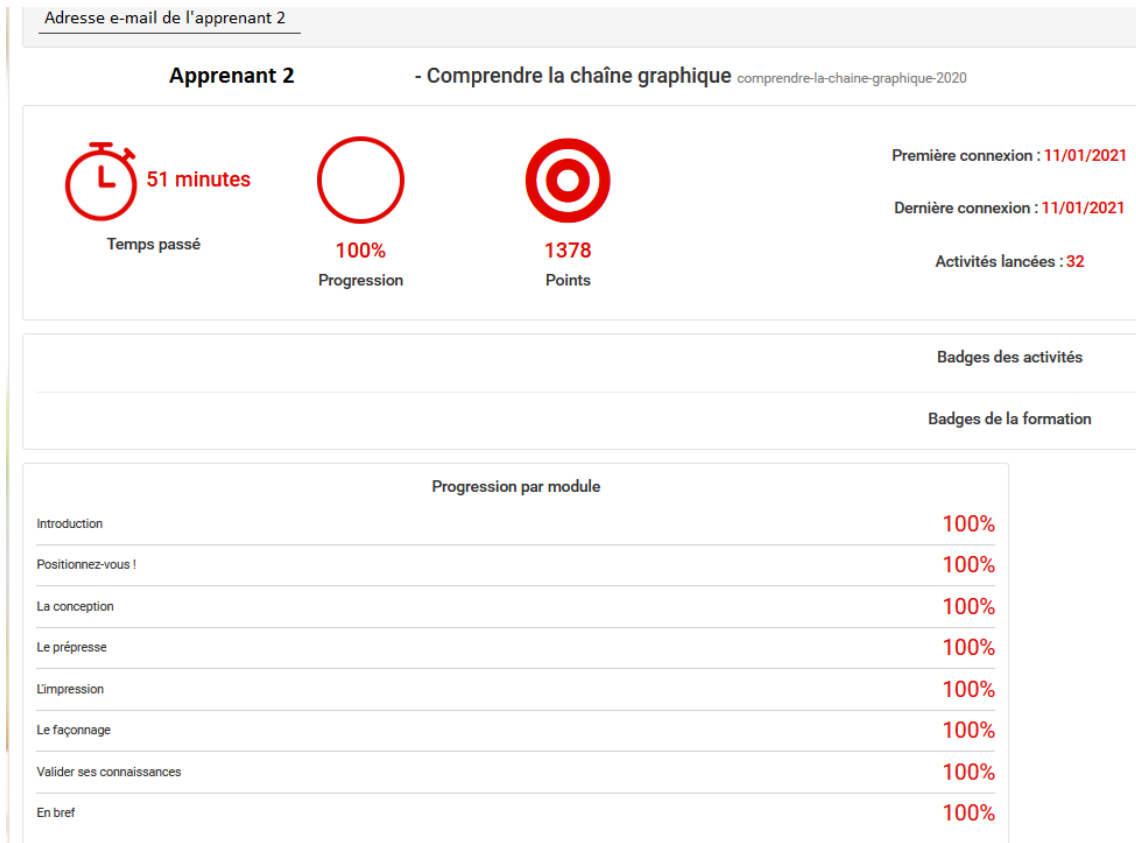 Adresse e-mail de l'apprenant 2
Apprenant 2 - Comprendre la chaîne graphique comprendre-la-chaine-graphique-2020
51 minutes
Temps passé
100%
Progression
1378
Points
Première connexion : 11/01/2021
Dernière connexion : 11/01/2021
Activités lancées : 32
Badges des activités
Badges de la formation
Progression par module
Introduction 100%
Positionnez-vous ! 100%
La conception 100%
Le prépresse 100%
L'impression 100%
Le façonnage 100%
Valider ses connaissances 100%
En bref 100%